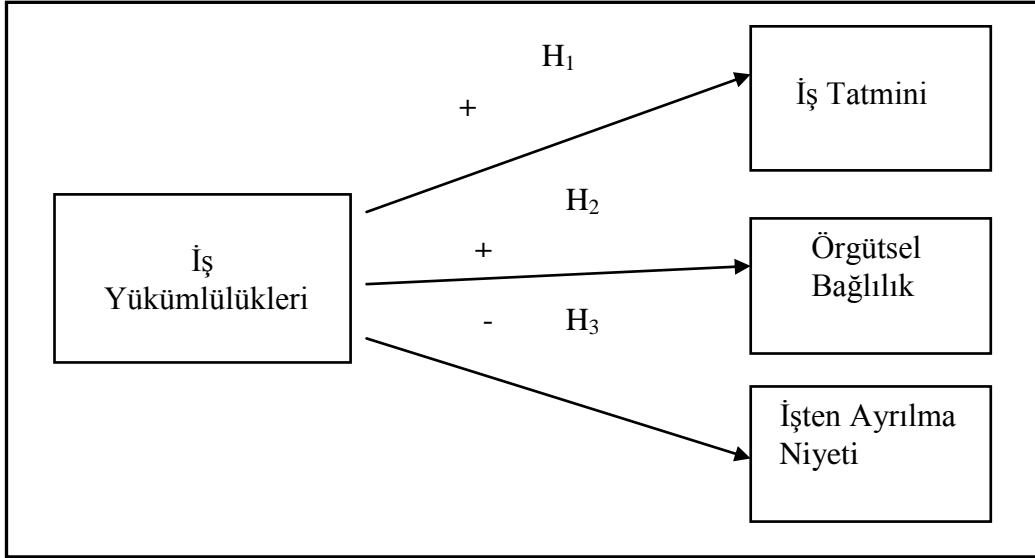 H₁
İş Tatmini
+
H₂
İş
Yükümlülükleri
+
Örgütsel
Bağlılık
-
H₃
İşten Ayrılma
Niyeti